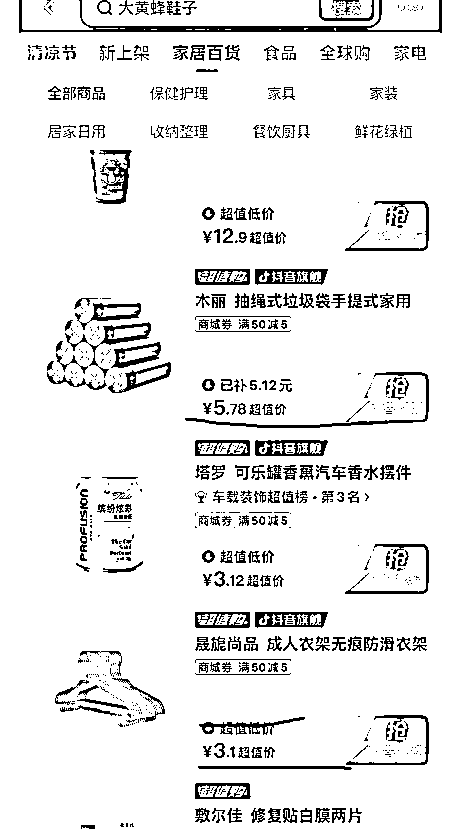 大黄蜂鞋子 搜索
清凉节 新上架 家居百货 食品 全球购 家电
全部商品 保健护理 家具 家装
居家日用 收纳整理 餐饮厨具 鲜花绿植
超值低价
¥12.9超值价 抢
超值购 抖音旗舰
木丽 抽绳式垃圾袋手提式家用
商城券 满50减5
已补5.12元
¥5.78超值价 抢
超值购 抖音旗舰
塔罗 可乐罐香熏汽车香水摆件
车载装饰超值榜·第3名>
商城券 满50减5
PROFUSION
缤纷炫彩
超值低价
¥3.12超值价 抢
超值购 抖音旗舰
晟旎尚品 成人衣架无痕防滑衣架
商城券 满50减5
超值低价
¥3.1超值价 抢
超值购
敷尔佳 修复贴白膜两片